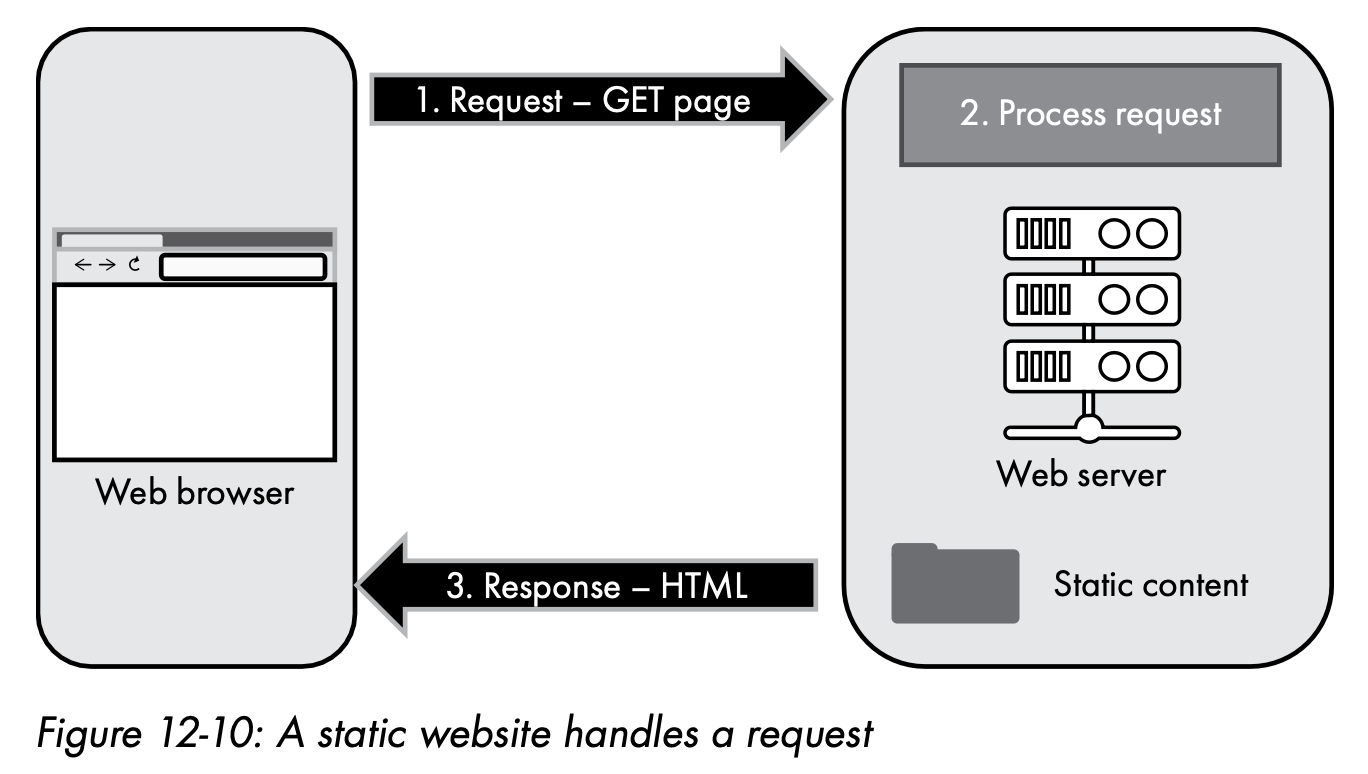 1. Request – GET page
2. Process request
Web browser
Web server
3. Response – HTML
Static content
Figure 12-10: A static website handles a request